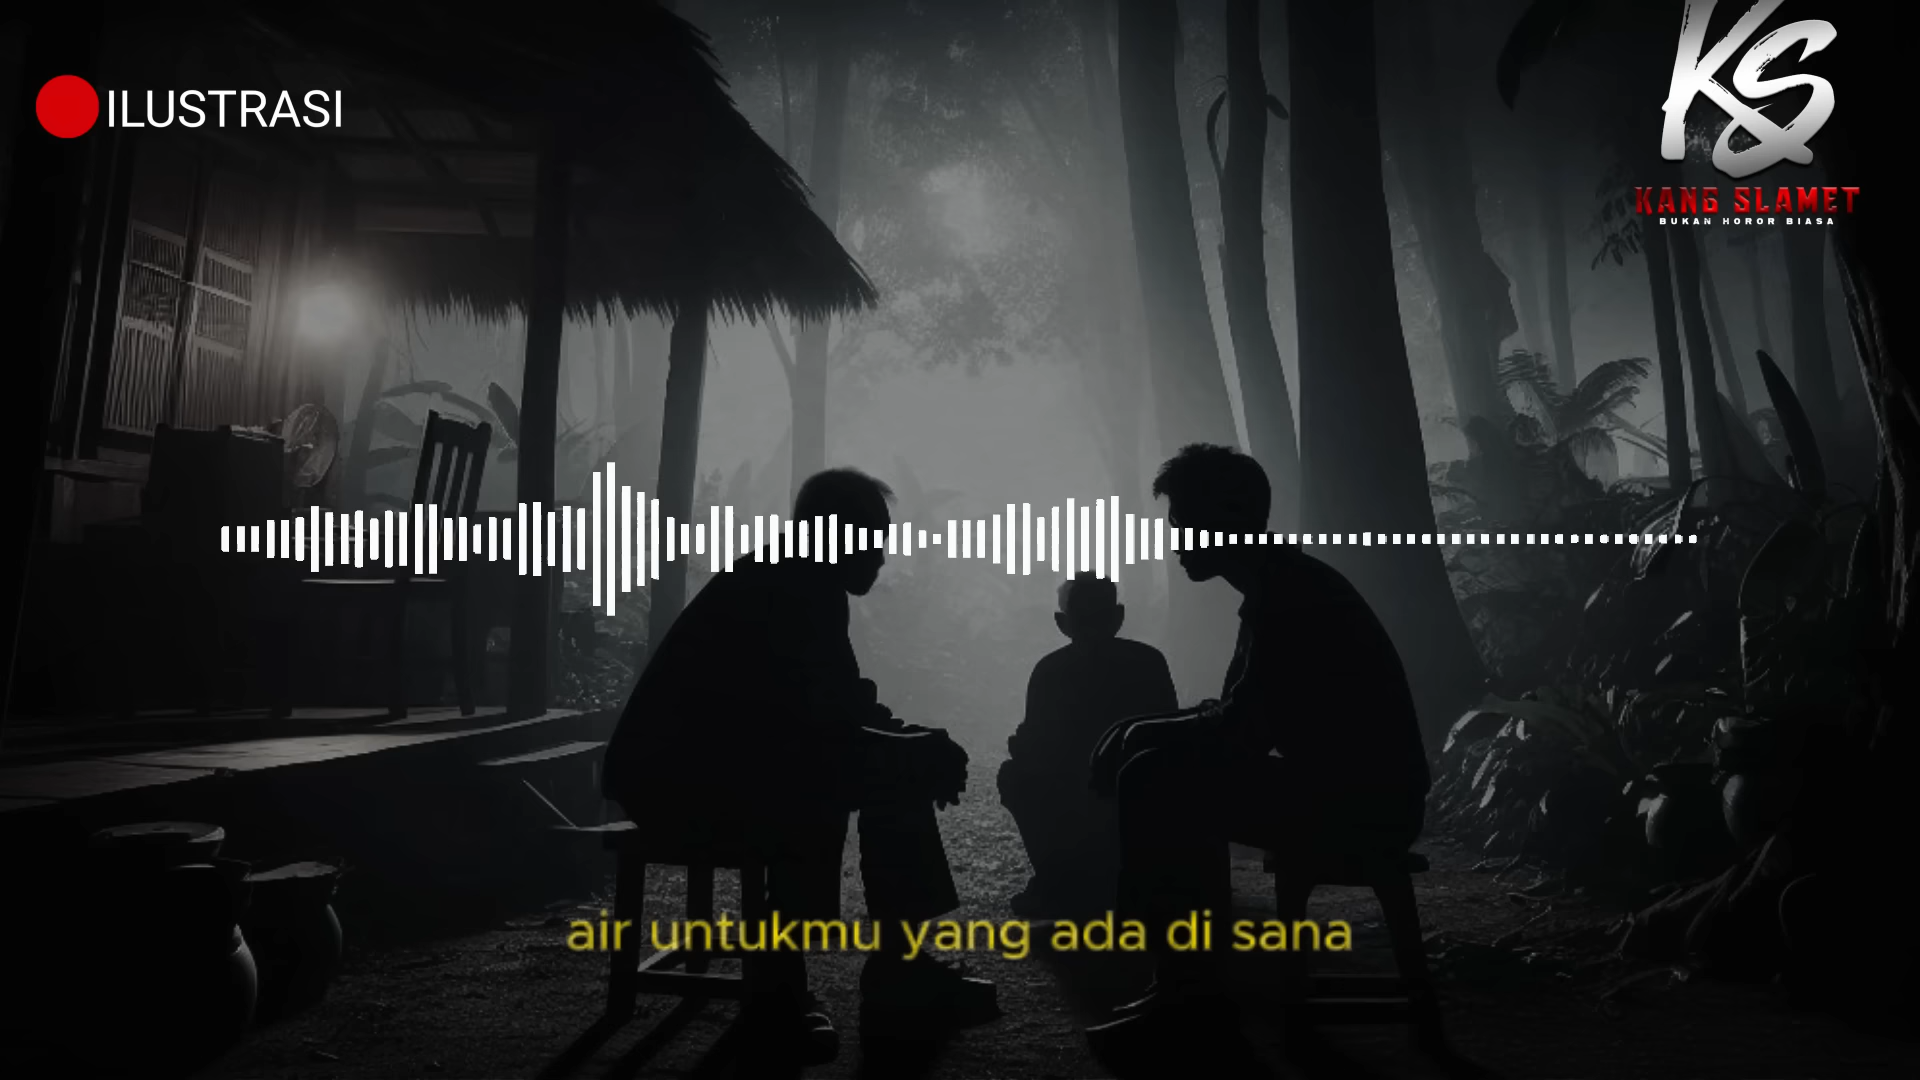 ILUSTRASI
KS
KANG SLAMET
BUKAN HOROR BIASA
air untukmu yang ada di sana